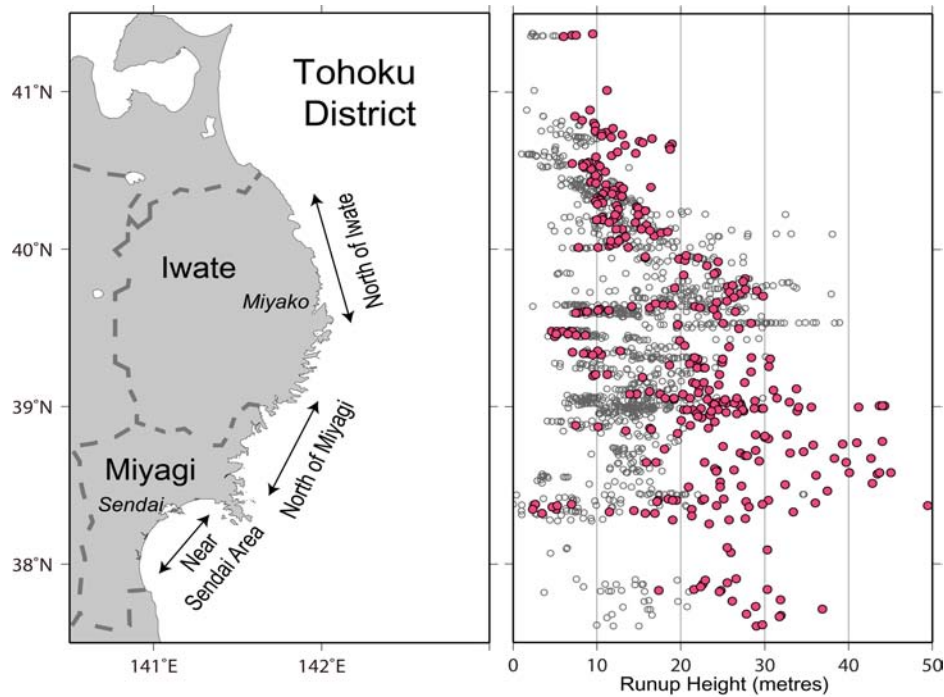 Tohoku
District
41°N
40°N
39°N
38°N
Iwate
Miyako
North of Iwate
Miyagi
Sendai
North of Miyagi
Near
Sendai Area
141°E
142°E
0
10
20
30
40
50
Runup Height (metres)